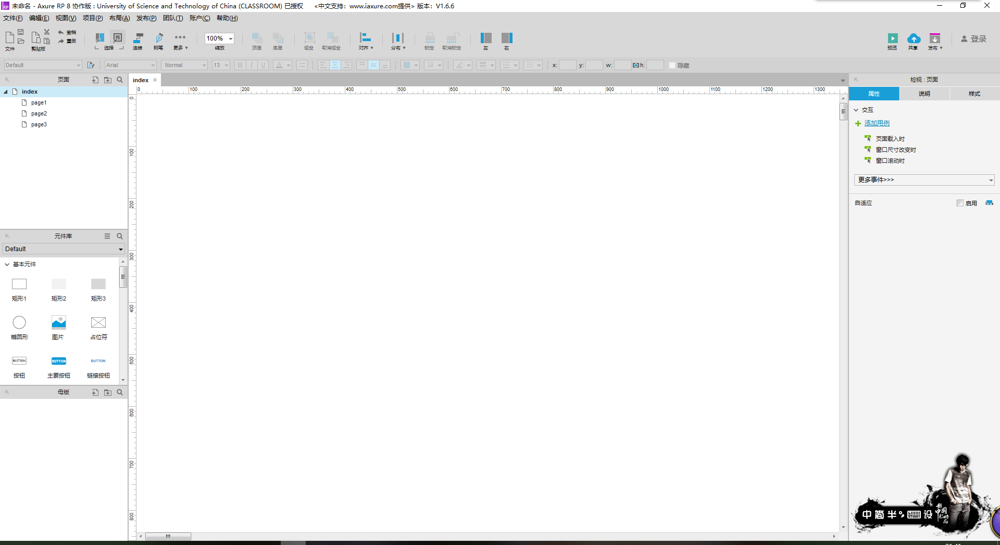 未命名 - Axure RP 8 协作版 : University of Science and Technology of China (CLASSROOM) 已授权 <中文支持：www.iaxure.com提供> 版本：V1.6.6
文件(F) 编辑(E) 视图(V) 项目(P) 布局(A) 发布(P) 团队(T) 账户(C) 帮助(H)
撤销
重做
文件 剪贴板 选择 连接 钢笔 更多 100% 缩放 顶层 底层 组合 取消组合 对齐 分布 锁定 取消锁定 左 右 预览 共享 发布 登录
Default Arial Normal 13 B I U A x: y: w: h: 隐藏
页面
index
page1
page2
page3
index
0 100 200 300 400 500 600 700 800 900 1000 1100 1200 1300
0
100
200
300
400
500
600
700
800
元件库
Default
基本元件
矩形1 矩形2 矩形3
椭圆形 图片 占位符
BUTTON BUTTON BUTTON
按钮 主要按钮 链接按钮
母版
检视 : 页面
属性 说明 样式
交互
添加用例
页面载入时
窗口尺寸改变时
窗口滚动时
更多事件>>>
自适应 启用
中 简 半 设